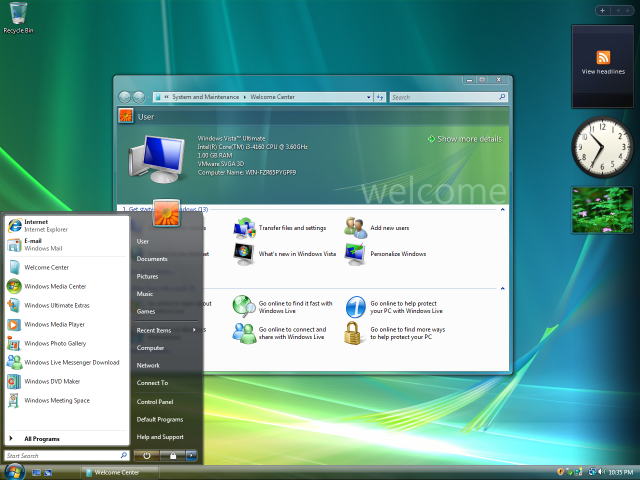 Recycle Bin
View headlines
System and Maintenance
Welcome Center
Search
User
Windows Vista™ Ultimate
Intel(R) Core(TM) i3-4160 CPU @ 3.60GHz
1.00 GB RAM
VMware SVGA 3D
Computer Name: WIN-FZR65PYGPF9
Show more details
welcome
Transfer files and settings
Add new users
What's new in Windows Vista
Personalize Windows
Go online to find it fast with
Windows Live
Go online to help protect
your PC with Windows Live
Go online to connect and
share with Windows Live
Go online to find more ways
to help protect your PC
Internet
Internet Explorer
E-mail
Windows Mail
Welcome Center
Windows Media Center
Windows Ultimate Extras
Windows Media Player
Windows Photo Gallery
Windows Live Messenger Download
Windows DVD Maker
Windows Meeting Space
All Programs
Start Search
User
Documents
Pictures
Music
Games
Recent Items
Computer
Network
Connect To
Control Panel
Default Programs
Help and Support
Welcome Center
10:35 PM